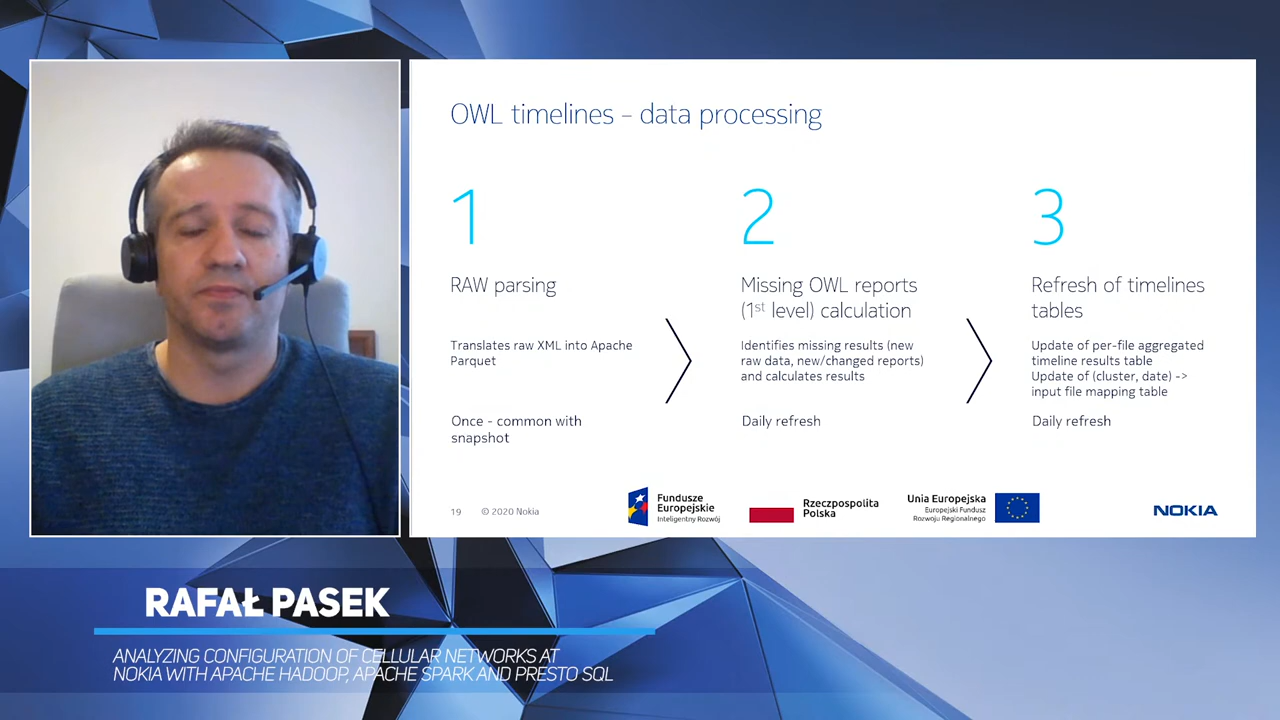 OWL timelines – data processing
1
RAW parsing
Translates raw XML into Apache
Parquet
Once - common with
snapshot
2
Missing OWL reports
(1st level) calculation
Identifies missing results (new
raw data, new/changed reports)
and calculates results
Daily refresh
3
Refresh of timelines
tables
Update of per-file aggregated
timeline results table
Update of (cluster, date) ->
input file mapping table
Daily refresh
19 © 2020 Nokia
Fundusze
Europejskie
Inteligentny Rozwój
Rzeczpospolita
Polska
Unia Europejska
Europejski Fundusz
Rozwoju Regionalnego
NOKIA
RAFAŁ PASEK
ANALYZING CONFIGURATION OF CELLULAR NETWORKS AT
NOKIA WITH APACHE HADOOP, APACHE SPARK AND PRESTO SQL